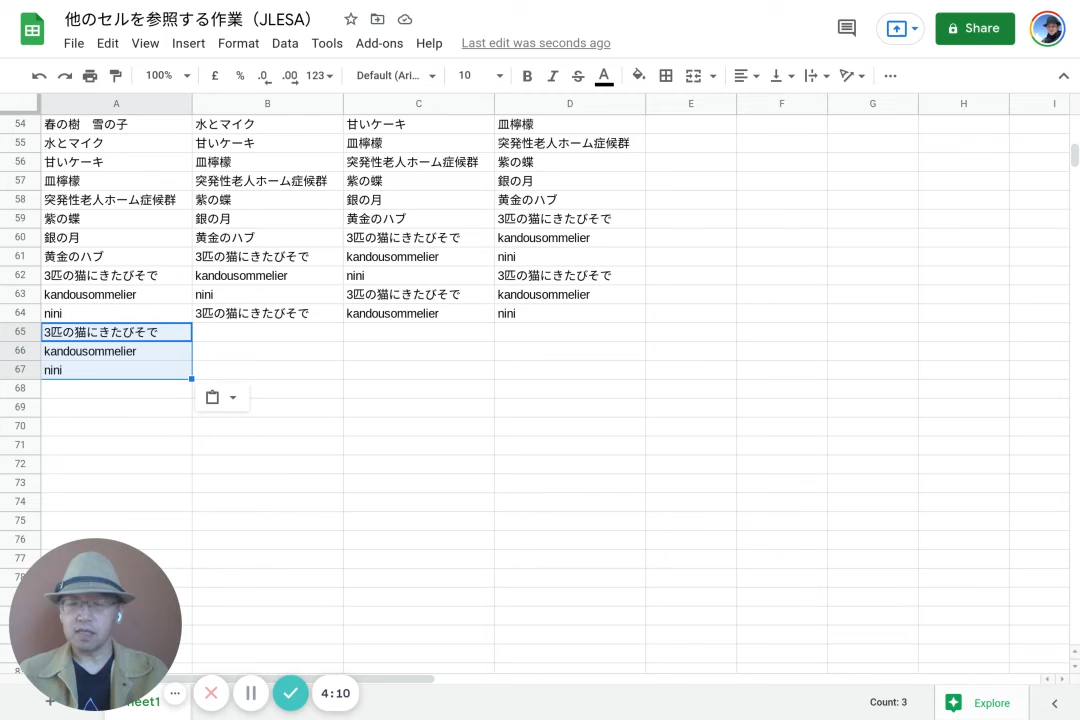 他のセルを参照する作業（JLESA）
File Edit View Insert Format Data Tools Add-ons Help Last edit was seconds ago
Share
100% £ % .0 .00 123 Default (Ari... 10 B I S A
A B C D E F G H I
54 春の樹　雪の子 水とマイク 甘いケーキ 皿檸檬
55 水とマイク 甘いケーキ 皿檸檬 突発性老人ホーム症候群
56 甘いケーキ 皿檸檬 突発性老人ホーム症候群 紫の蝶
57 皿檸檬 突発性老人ホーム症候群 紫の蝶 銀の月
58 突発性老人ホーム症候群 紫の蝶 銀の月 黄金のハブ
59 紫の蝶 銀の月 黄金のハブ 3匹の猫にきたびそで
60 銀の月 黄金のハブ 3匹の猫にきたびそで kandousommelier
61 黄金のハブ 3匹の猫にきたびそで kandousommelier nini
62 3匹の猫にきたびそで kandousommelier nini 3匹の猫にきたびそで
63 kandousommelier nini 3匹の猫にきたびそで kandousommelier
64 nini 3匹の猫にきたびそで kandousommelier nini
65 3匹の猫にきたびそで
66 kandousommelier
67 nini
68
69
70
71
72
73
74
75
76
77
4:10
Count: 3
Explore